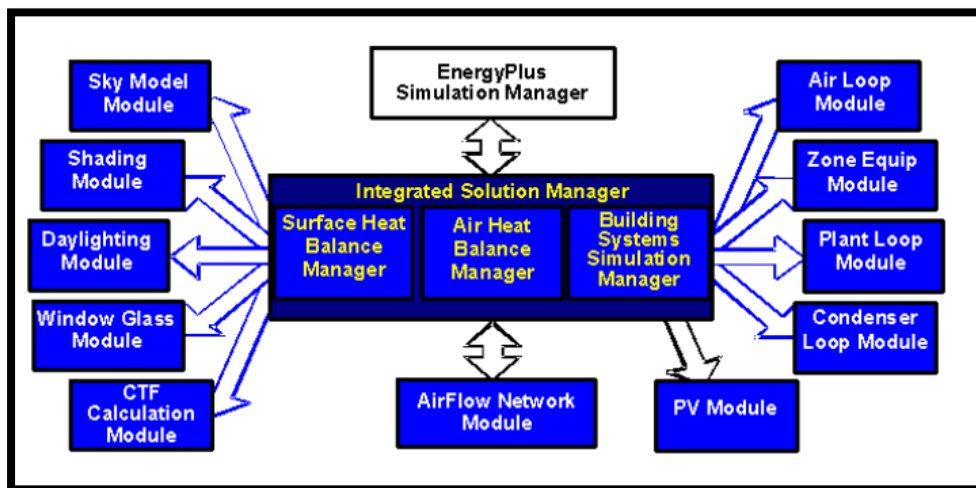 EnergyPlus
Simulation Manager
Sky Model
Module
Shading
Module
Daylighting
Module
Window Glass
Module
CTF
Calculation
Module
Integrated Solution Manager
Surface Heat
Balance
Manager
Air Heat
Balance
Manager
Building
Systems
Simulation
Manager
Air Loop
Module
Zone Equip
Module
Plant Loop
Module
Condenser
Loop Module
AirFlow Network
Module
PV Module